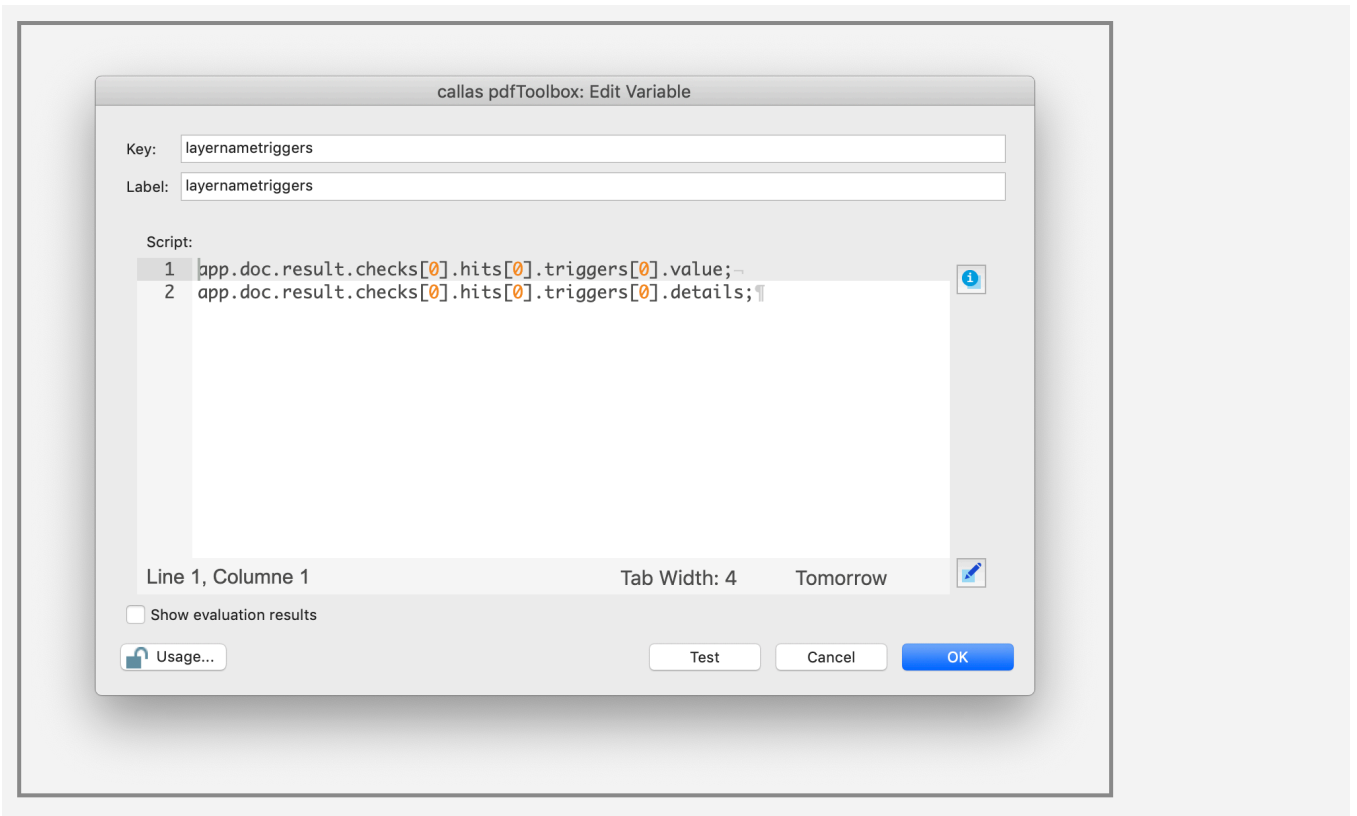 callas pdfToolbox: Edit Variable
Key: layernametriggers
Label: layernametriggers
Script:
1 app.doc.result.checks[0].hits[0].triggers[0].value;¬
2 app.doc.result.checks[0].hits[0].triggers[0].details;¶
Line 1, Columne 1 Tab Width: 4 Tomorrow
Show evaluation results
Usage... Test Cancel OK